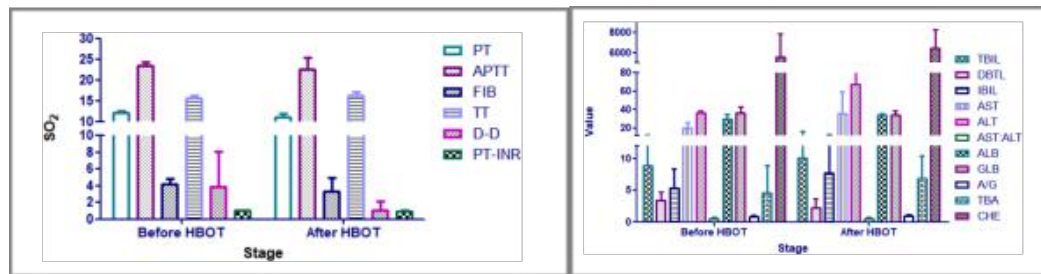 30
25
20
15
10
10
8
6
4
2
0
SO2
Before HBOT
After HBOT
Stage
PT
APTT
FIB
TT
D-D
PT-INR
8000
6000
80
60
40
20
10
5
0
Value
Before HBOT
After HBOT
Stage
TBIL
DBTL
IBIL
AST
ALT
AST:ALT
ALB
GLB
A/G
TBA
CHE